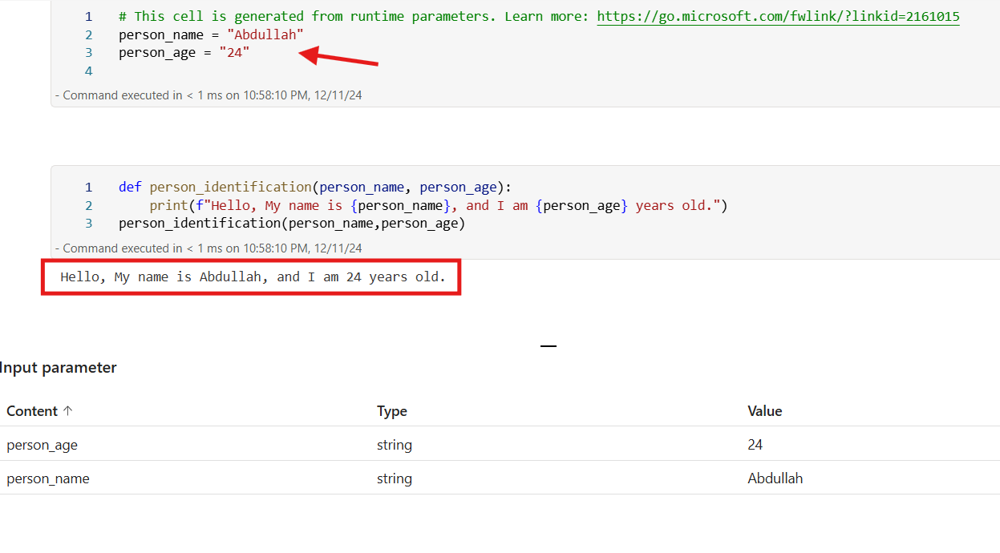 1 # This cell is generated from runtime parameters. Learn more: https://go.microsoft.com/fwlink/?linkid=2161015
2 person_name = "Abdullah"
3 person_age = "24"
4
- Command executed in < 1 ms on 10:58:10 PM, 12/11/24
1 def person_identification(person_name, person_age):
2     print(f"Hello, My name is {person_name}, and I am {person_age} years old.")
3 person_identification(person_name,person_age)
- Command executed in < 1 ms on 10:58:10 PM, 12/11/24
Hello, My name is Abdullah, and I am 24 years old.
Input parameter
Content ↑ Type Value
person_age string 24
person_name string Abdullah